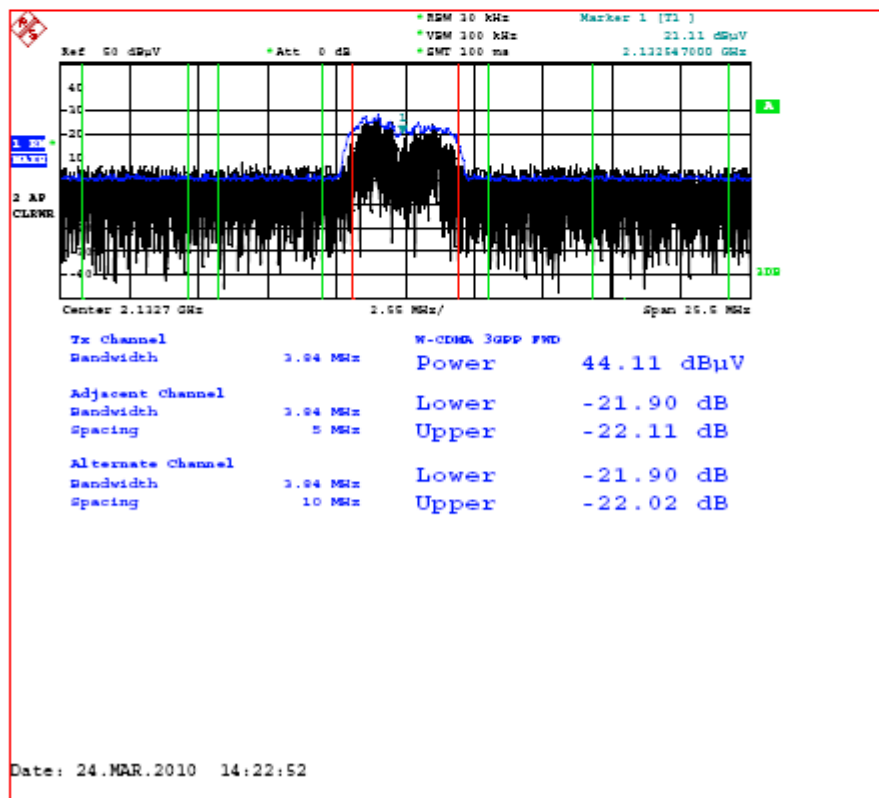 * RBW 30 kHz Marker 1 [T1 ]
* VBW 300 kHz 21.11 dBµV
Ref 50 dBµV * Att 0 dB * SWT 100 ms 2.132547000 GHz
40
30
20
10
A
1 RM *
2 AP
CLRWR
-40
3DB
Center 2.1327 GHz 2.55 MHz/ Span 25.5 MHz
Tx Channel W-CDMA 3GPP FWD
Bandwidth 3.84 MHz Power 44.11 dBµV
Adjacent Channel
Bandwidth 3.84 MHz Lower -21.90 dB
Spacing 5 MHz Upper -22.11 dB
Alternate Channel
Bandwidth 3.84 MHz Lower -21.90 dB
Spacing 10 MHz Upper -22.02 dB
Date: 24.MAR.2010 14:22:52